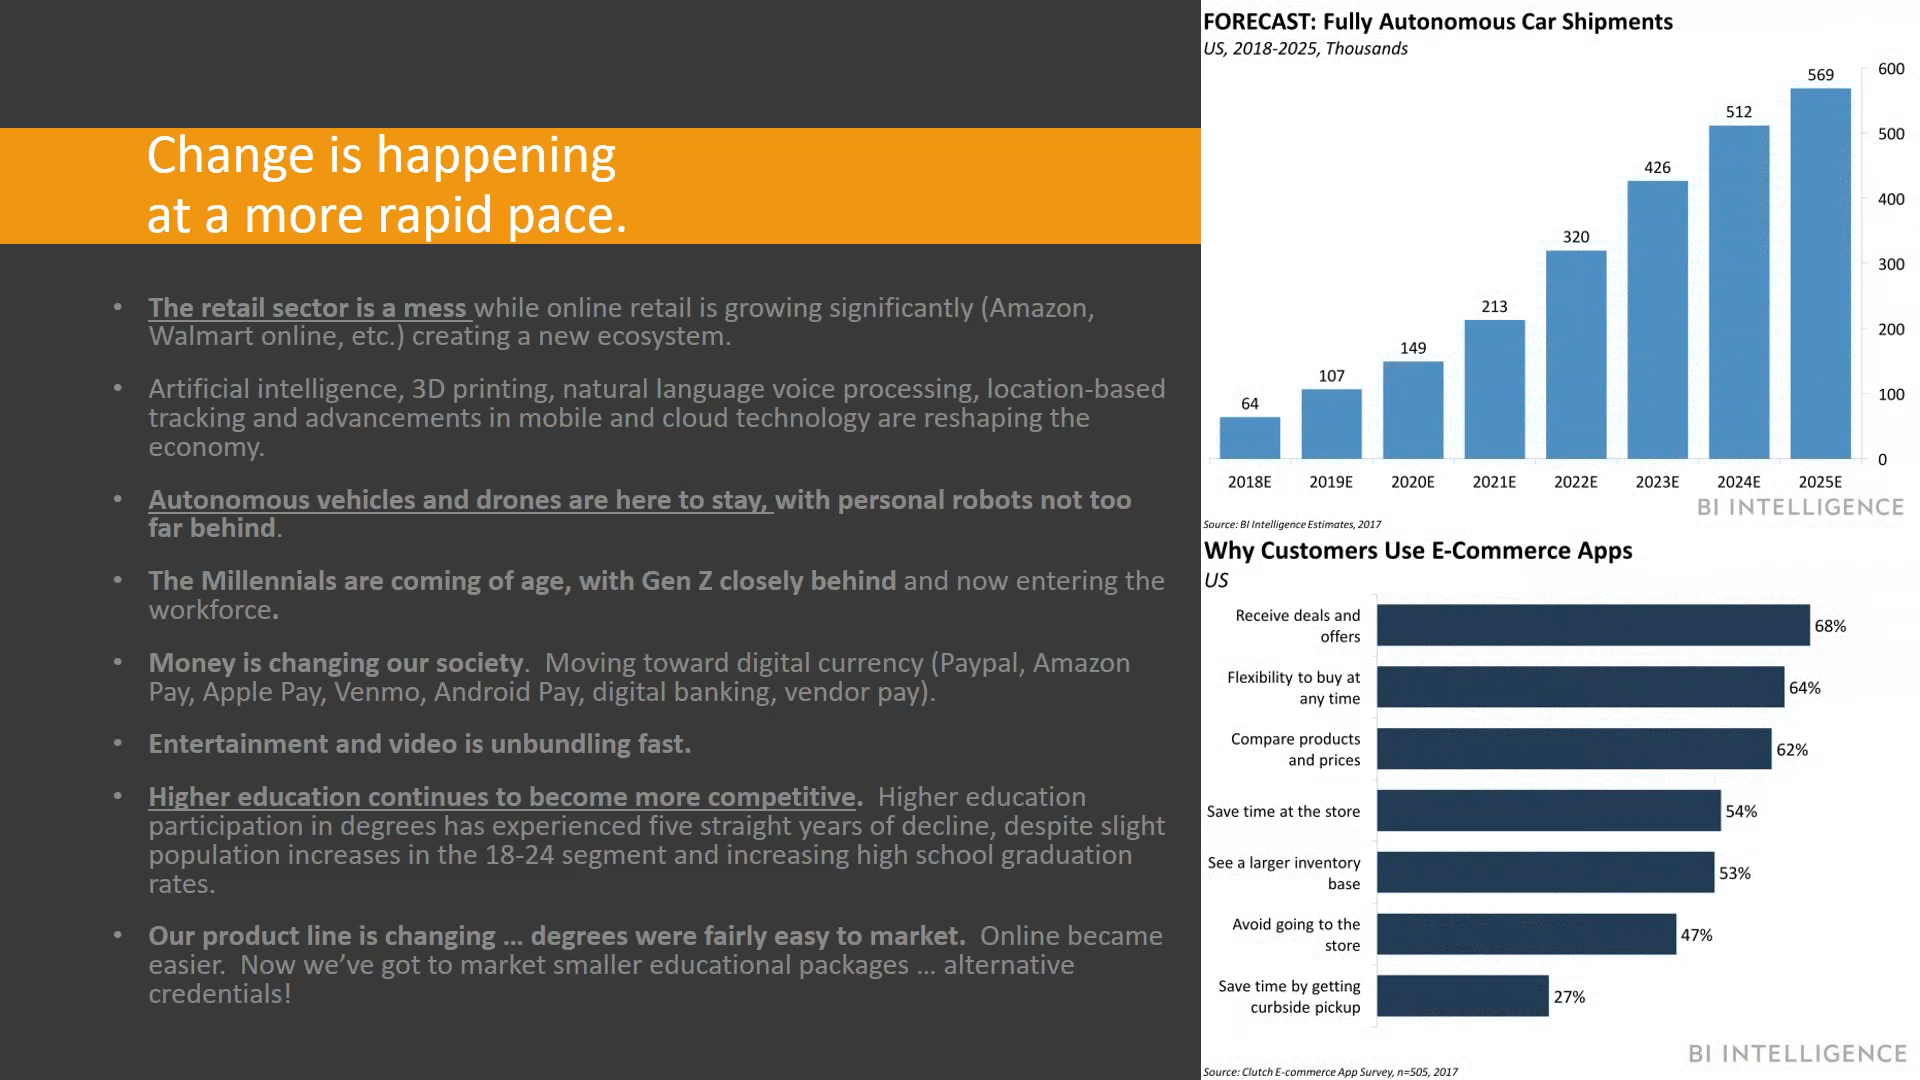 Change is happening
at a more rapid pace.
• The retail sector is a mess while online retail is growing significantly (Amazon,
Walmart online, etc.) creating a new ecosystem.
• Artificial intelligence, 3D printing, natural language voice processing, location-based
tracking and advancements in mobile and cloud technology are reshaping the
economy.
• Autonomous vehicles and drones are here to stay, with personal robots not too
far behind.
• The Millennials are coming of age, with Gen Z closely behind and now entering the
workforce.
• Money is changing our society.  Moving toward digital currency (Paypal, Amazon
Pay, Apple Pay, Venmo, Android Pay, digital banking, vendor pay).
• Entertainment and video is unbundling fast.
• Higher education continues to become more competitive.  Higher education
participation in degrees has experienced five straight years of decline, despite slight
population increases in the 18-24 segment and increasing high school graduation
rates.
• Our product line is changing … degrees were fairly easy to market.  Online became
easier.  Now we’ve got to market smaller educational packages … alternative
credentials!
FORECAST: Fully Autonomous Car Shipments
US, 2018-2025, Thousands
600
500
400
300
200
100
0
64
107
149
213
320
426
512
569
2018E 2019E 2020E 2021E 2022E 2023E 2024E 2025E
BI INTELLIGENCE
Source: BI Intelligence Estimates, 2017
Why Customers Use E-Commerce Apps
US
Receive deals and
offers
68%
Flexibility to buy at
any time
64%
Compare products
and prices
62%
Save time at the store
54%
See a larger inventory
base
53%
Avoid going to the
store
47%
Save time by getting
curbside pickup
27%
BI INTELLIGENCE
Source: Clutch E-commerce App Survey, n=505, 2017